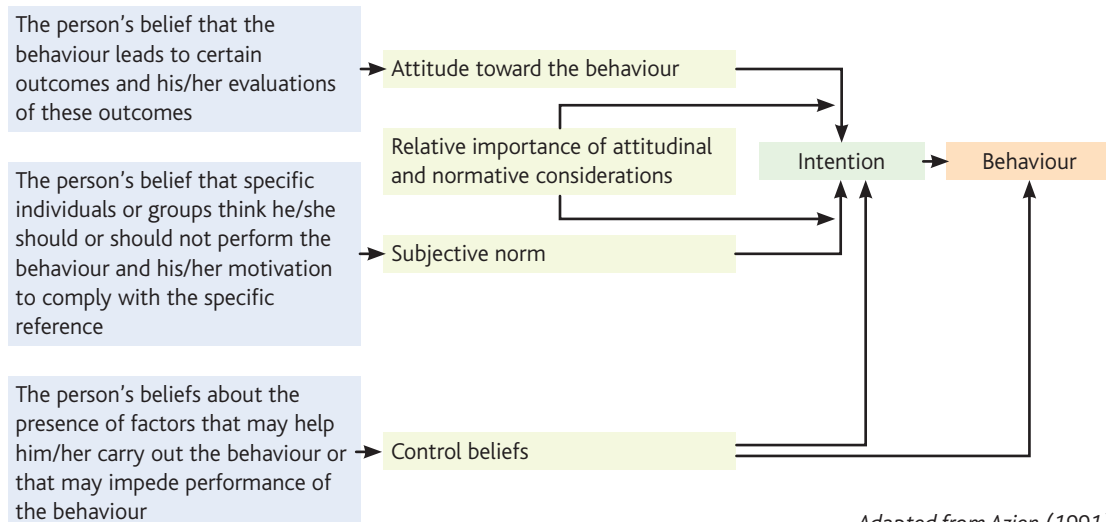 The person's belief that the
behaviour leads to certain
outcomes and his/her evaluations
of these outcomes
Attitude toward the behaviour
Relative importance of attitudinal
and normative considerations
Intention
Behaviour
The person's belief that specific
individuals or groups think he/she
should or should not perform the
behaviour and his/her motivation
to comply with the specific
reference
Subjective norm
The person's beliefs about the
presence of factors that may help
him/her carry out the behaviour or
that may impede performance of
the behaviour
Control beliefs
Adapted from Azjen (1991